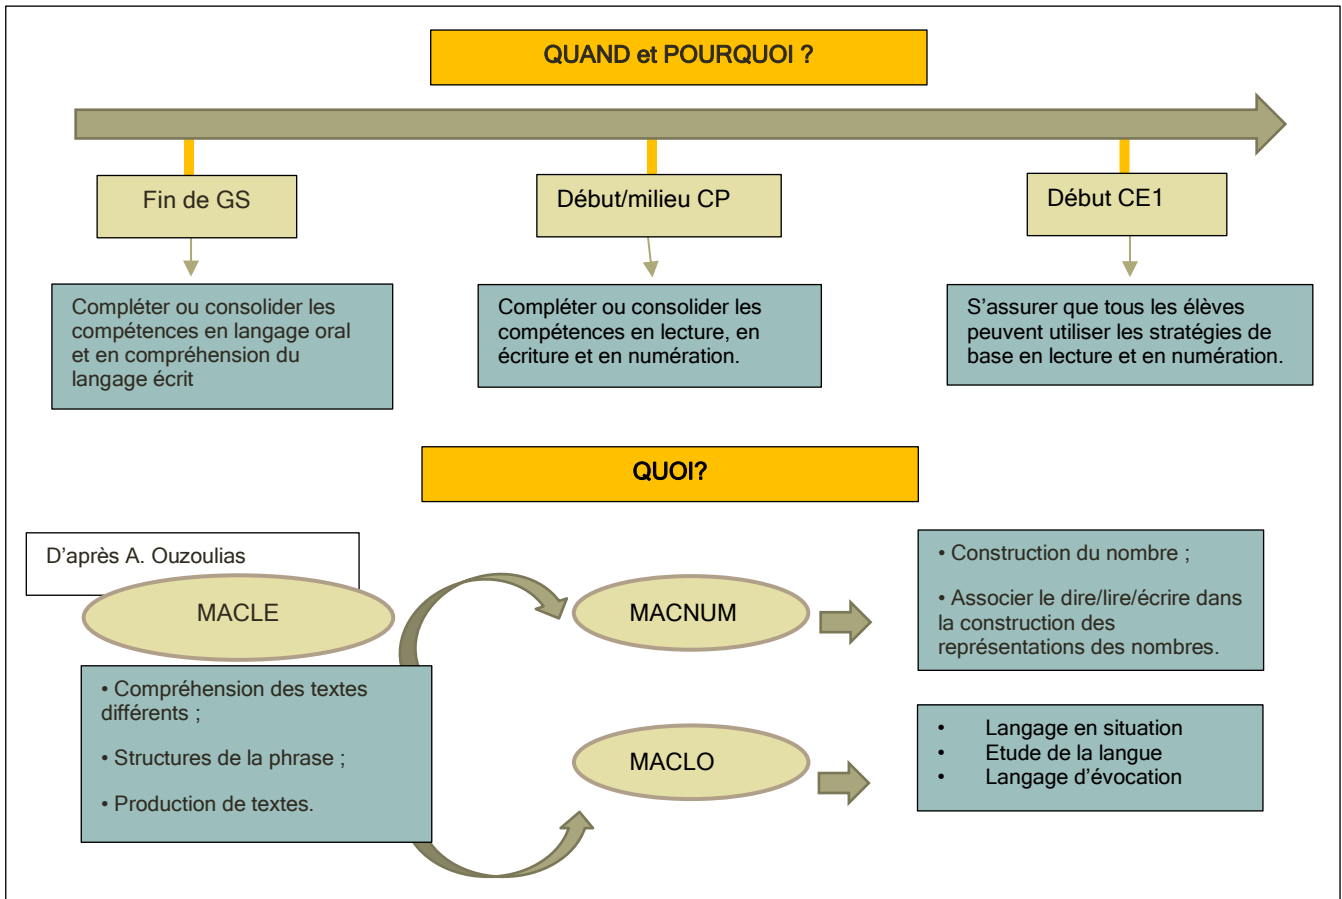 QUAND et POURQUOI ?
Fin de GS
Début/milieu CP
Début CE1
Compléter ou consolider les
compétences en langage oral
et en compréhension du
langage écrit
Compléter ou consolider les
compétences en lecture, en
écriture et en numération.
S'assurer que tous les élèves
peuvent utiliser les stratégies de
base en lecture et en numération.
QUOI?
D'après A. Ouzoulias
MACLE
• Compréhension des textes
différents ;
• Structures de la phrase ;
• Production de textes.
MACNUM
• Construction du nombre ;
• Associer le dire/lire/écrire dans
la construction des
représentations des nombres.
MACLO
• Langage en situation
• Etude de la langue
• Langage d'évocation